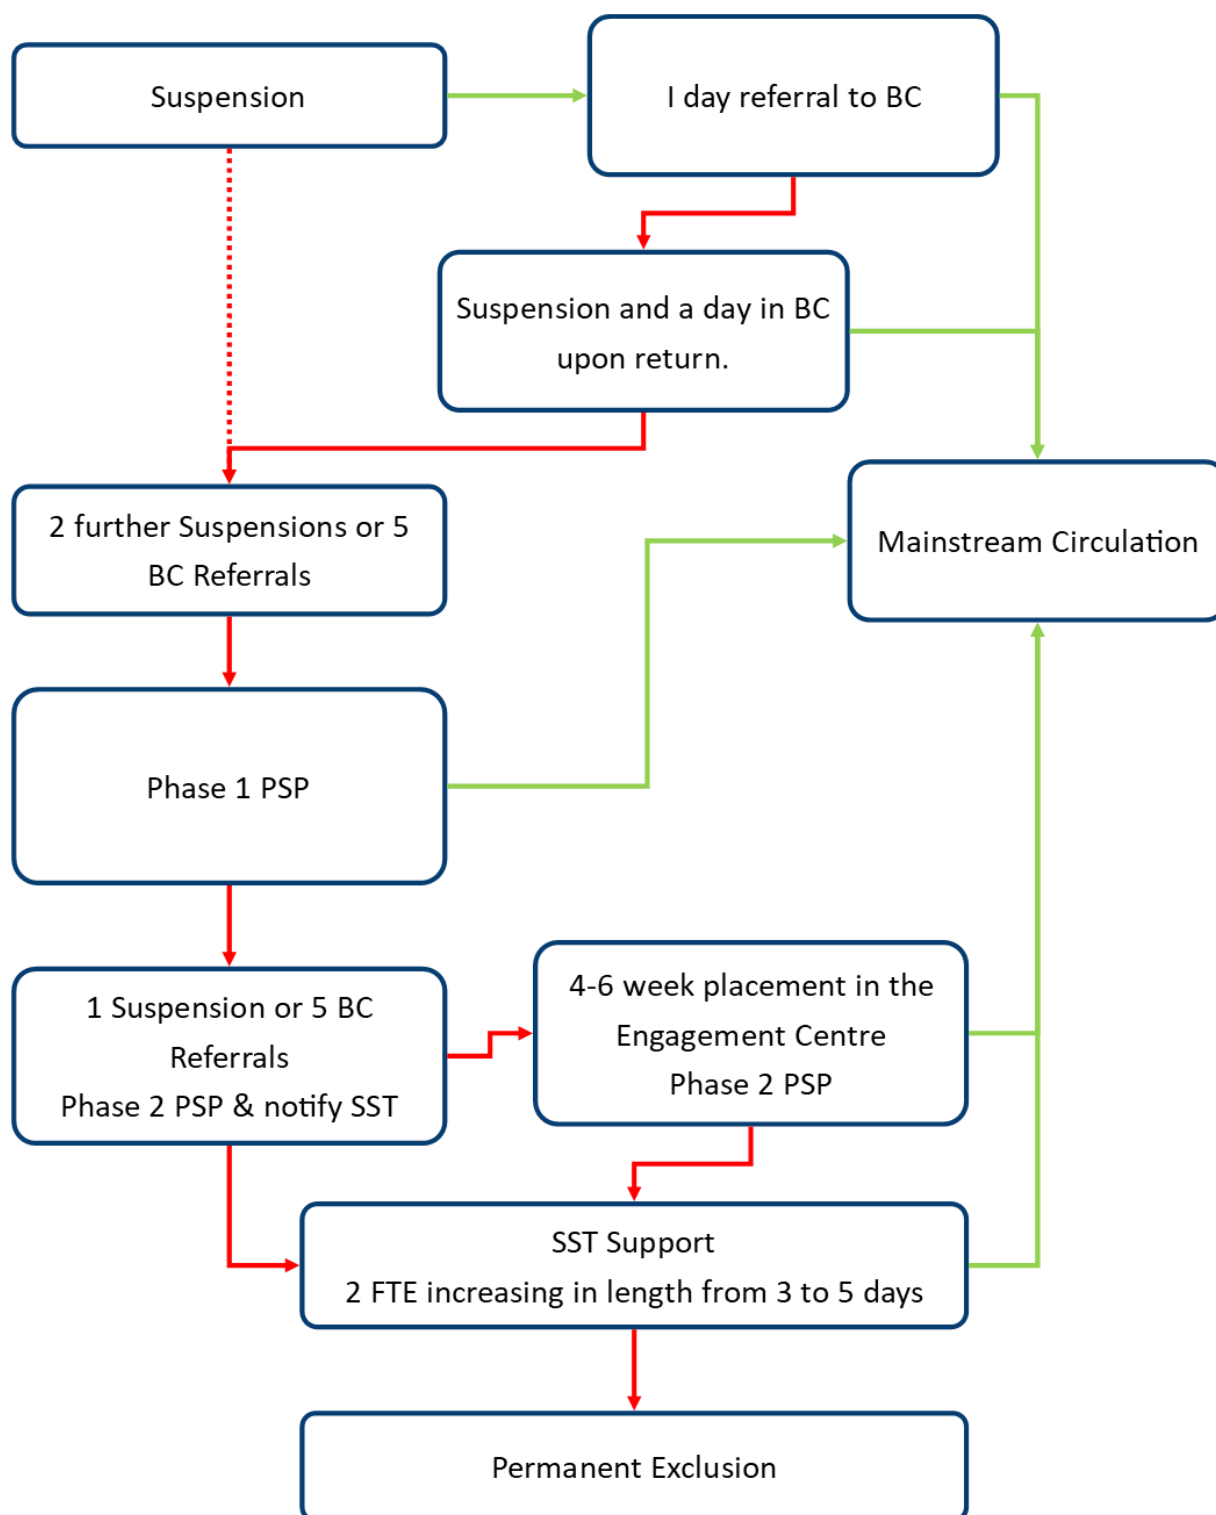 Suspension
I day referral to BC
Suspension and a day in BC
upon return.
2 further Suspensions or 5
BC Referrals
Mainstream Circulation
Phase 1 PSP
1 Suspension or 5 BC
Referrals
Phase 2 PSP & notify SST
4-6 week placement in the
Engagement Centre
Phase 2 PSP
SST Support
2 FTE increasing in length from 3 to 5 days
Permanent Exclusion